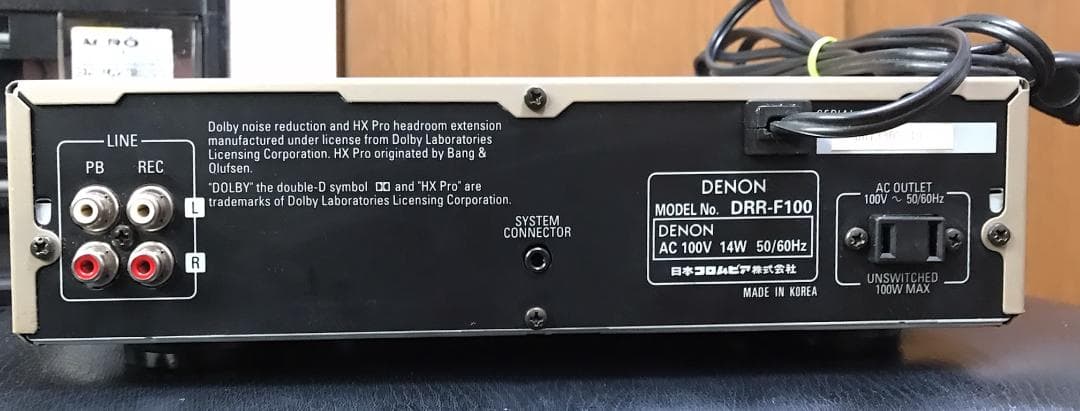 LINE
PB REC
L
R
Dolby noise reduction and HX Pro headroom extension
manufactured under license from Dolby Laboratories
Licensing Corporation. HX Pro originated by Bang &
Olufsen.
"DOLBY" the double-D symbol and "HX Pro" are
trademarks of Dolby Laboratories Licensing Corporation.
SYSTEM
CONNECTOR
DENON
MODEL No. DRR-F100
DENON
AC 100V 14W 50/60Hz
日本コロムビア株式会社
MADE IN KOREA
AC OUTLET
100V ~ 50/60Hz
UNSWITCHED
100W MAX